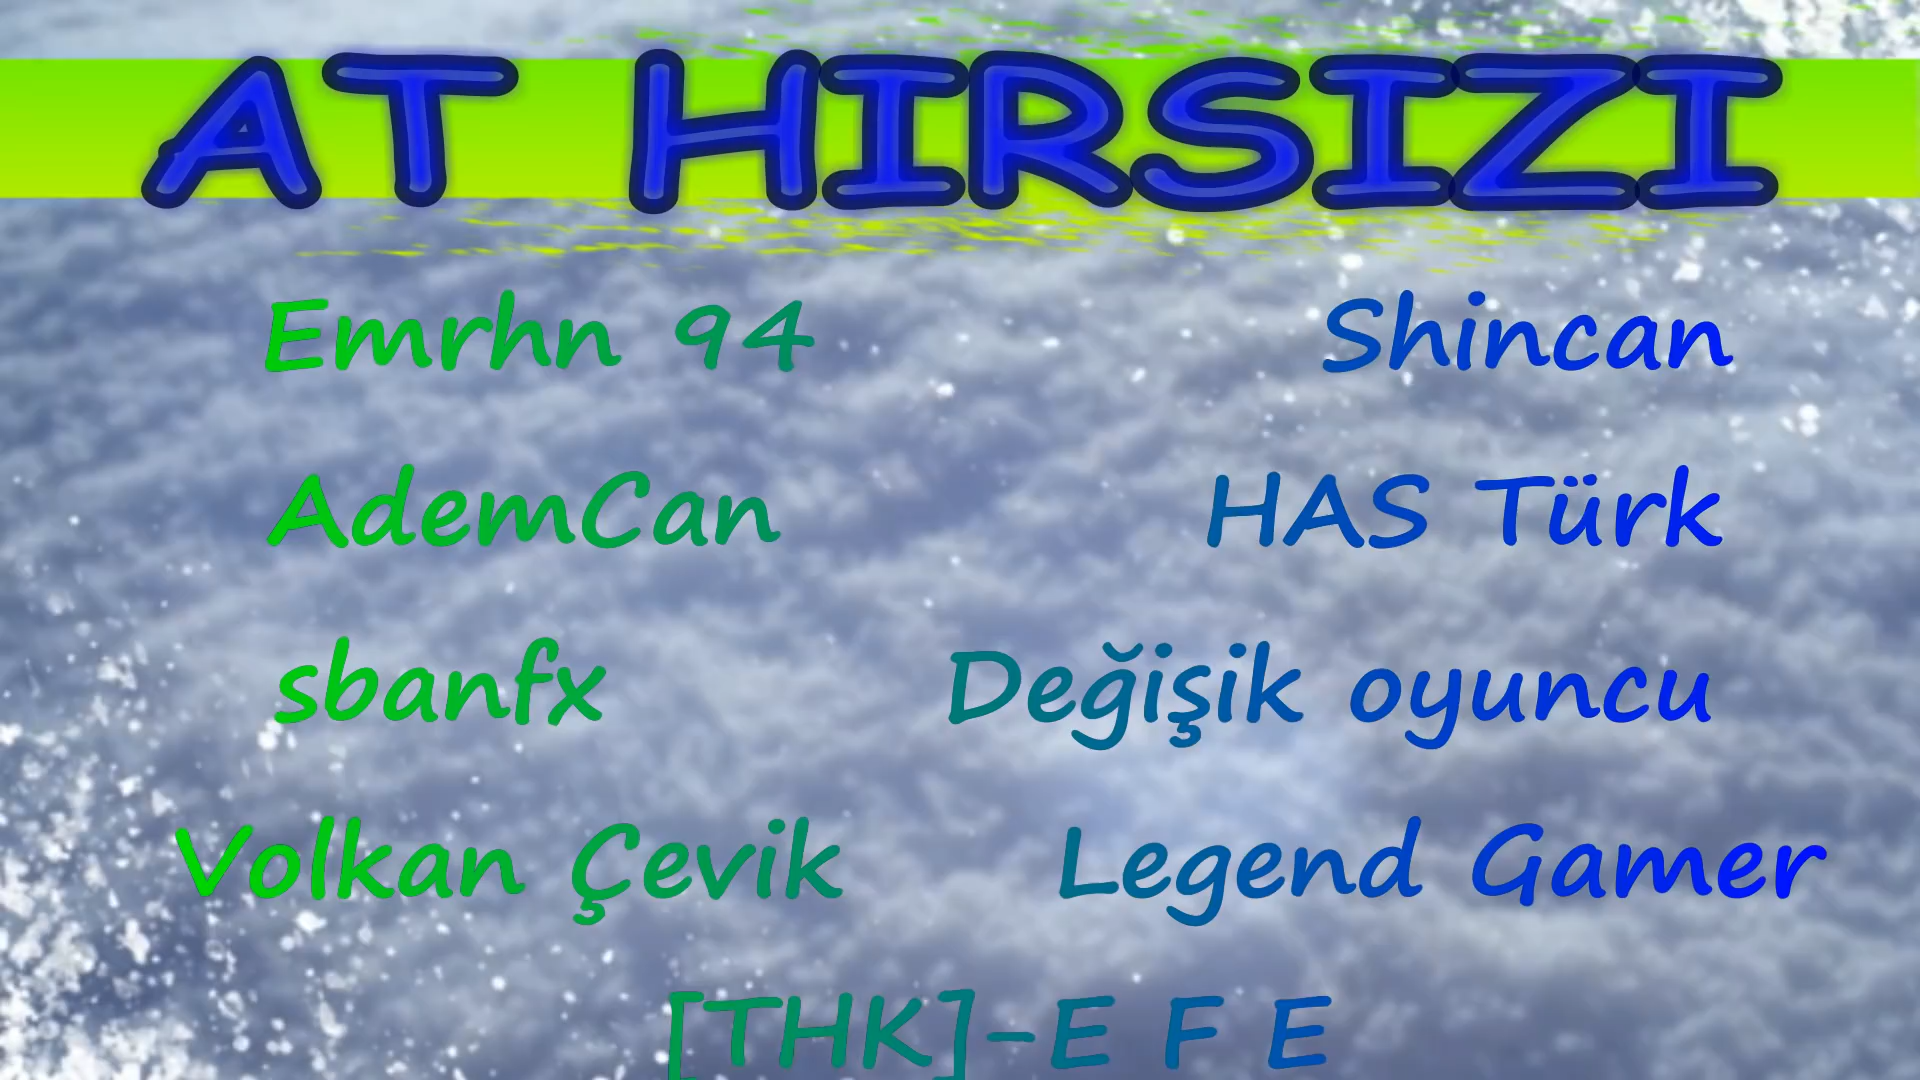 AT HIRSIZI
Emrhn 94 Shincan
AdemCan HAS Türk
sbanfx Değişik oyuncu
Volkan Çevik Legend Gamer
[THK]-E F E